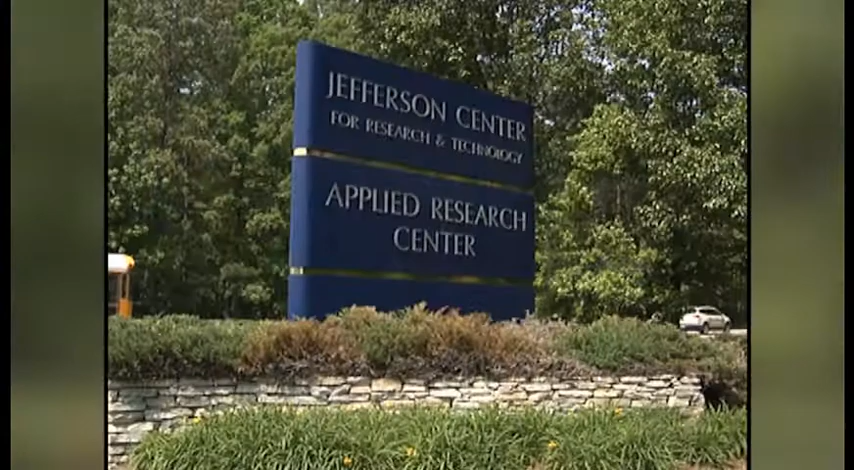 JEFFERSON CENTER
FOR RESEARCH & TECHNOLOGY
APPLIED RESEARCH
CENTER